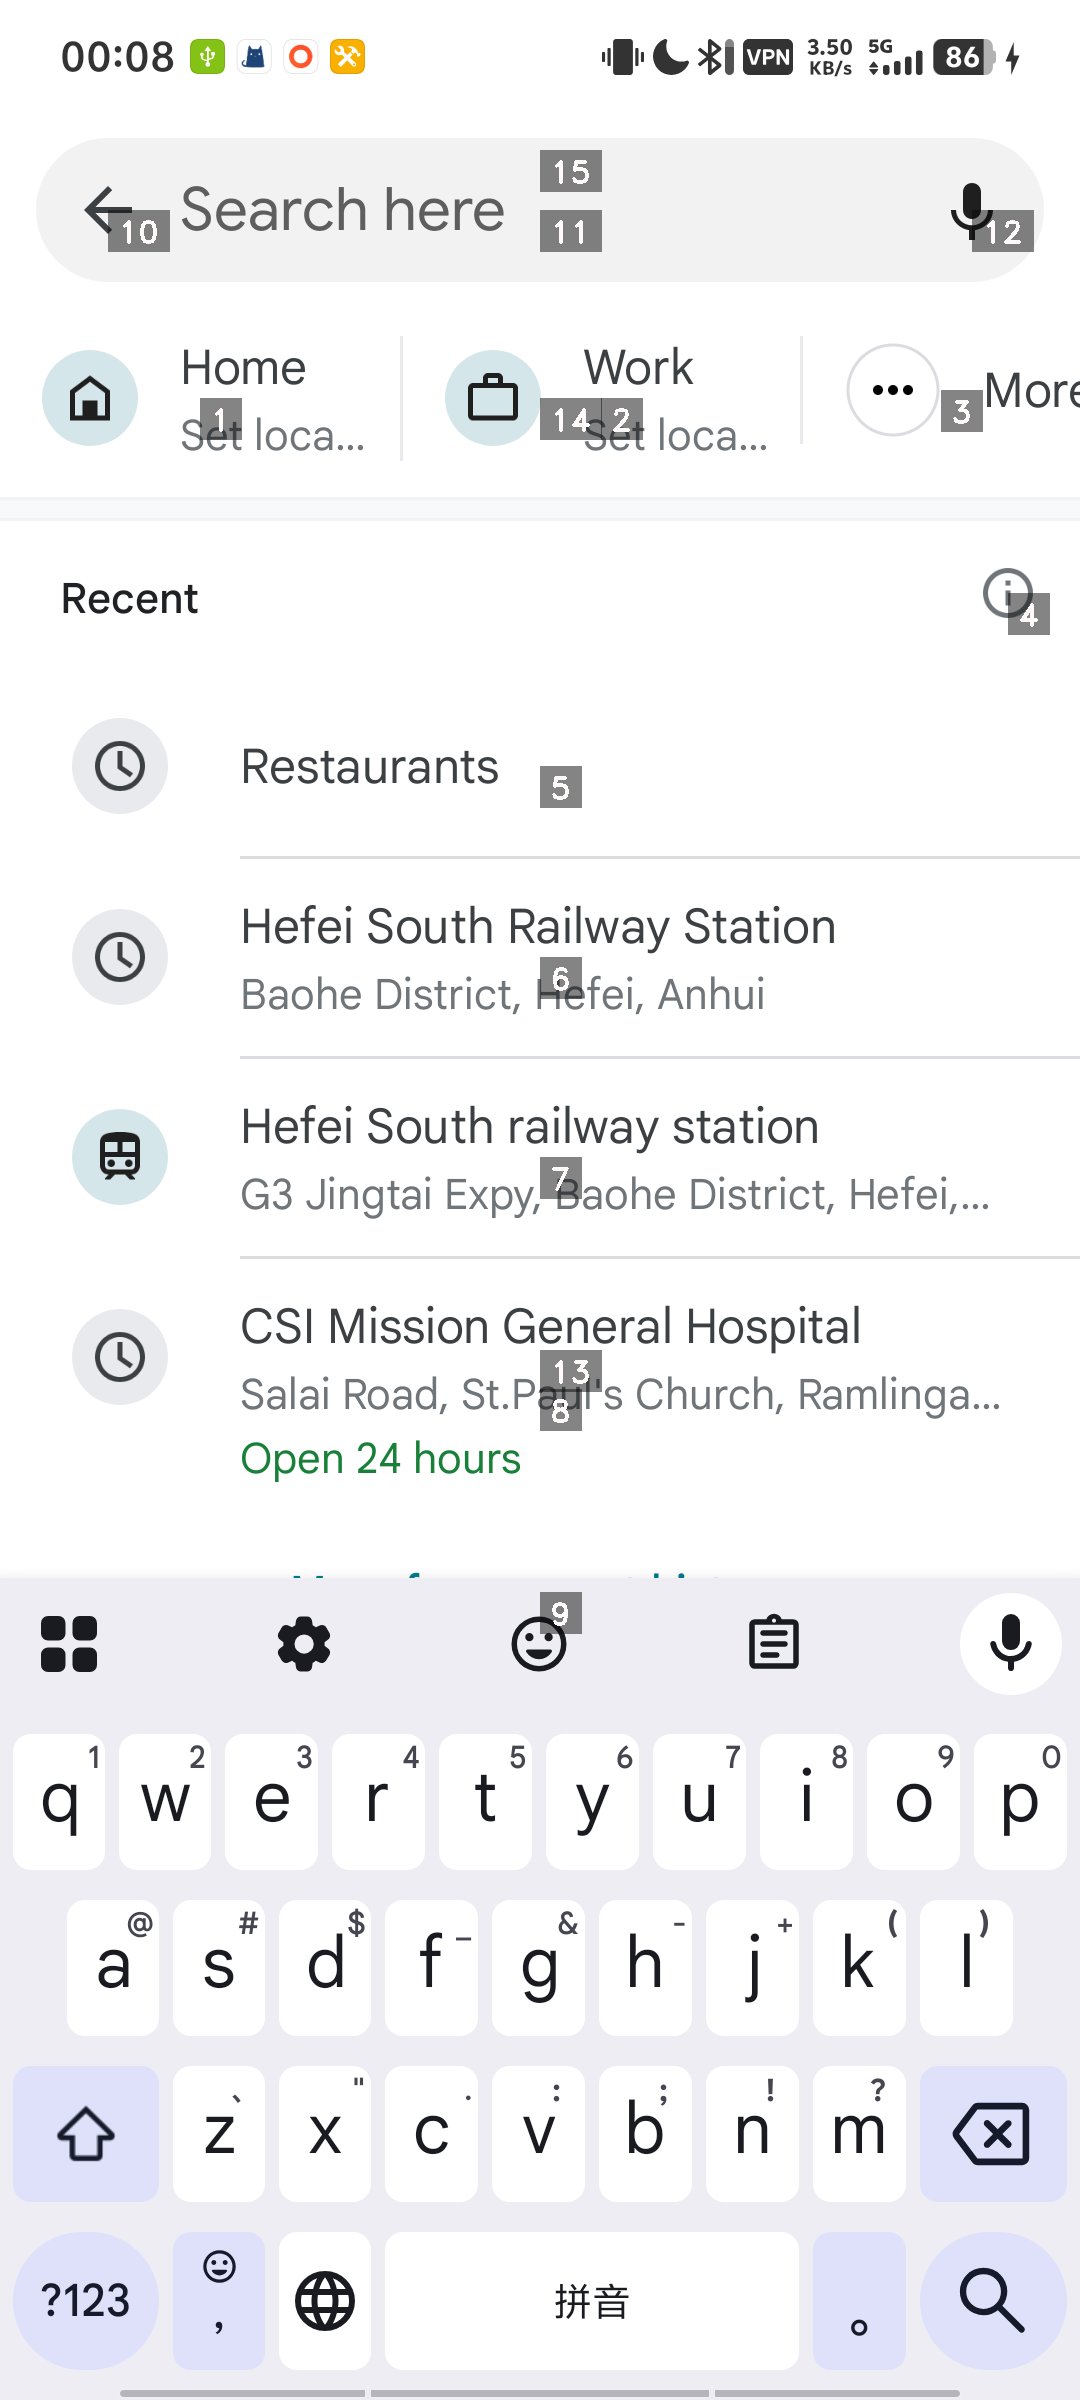 00:08
VPN
3.50 KB/s
5G
86
Search here
15
10
11
12
Home
Set loca...
Work
Set loca...
More
1
14
2
3
Recent
4
Restaurants
5
Hefei South Railway Station
Baohe District, Hefei, Anhui
6
Hefei South railway station
G3 Jingtai Expy, Baohe District, Hefei,...
7
CSI Mission General Hospital
13
Salai Road, St.Paul's Church, Ramlinga...
8
Open 24 hours
9
1 2 3 4 5 6 7 8 9 0
q w e r t y u i o p
@ # $ _ & - + ( )
a s d f g h j k l
、 " . : ; ! ?
z x c v b n m
?123 , 拼音 。